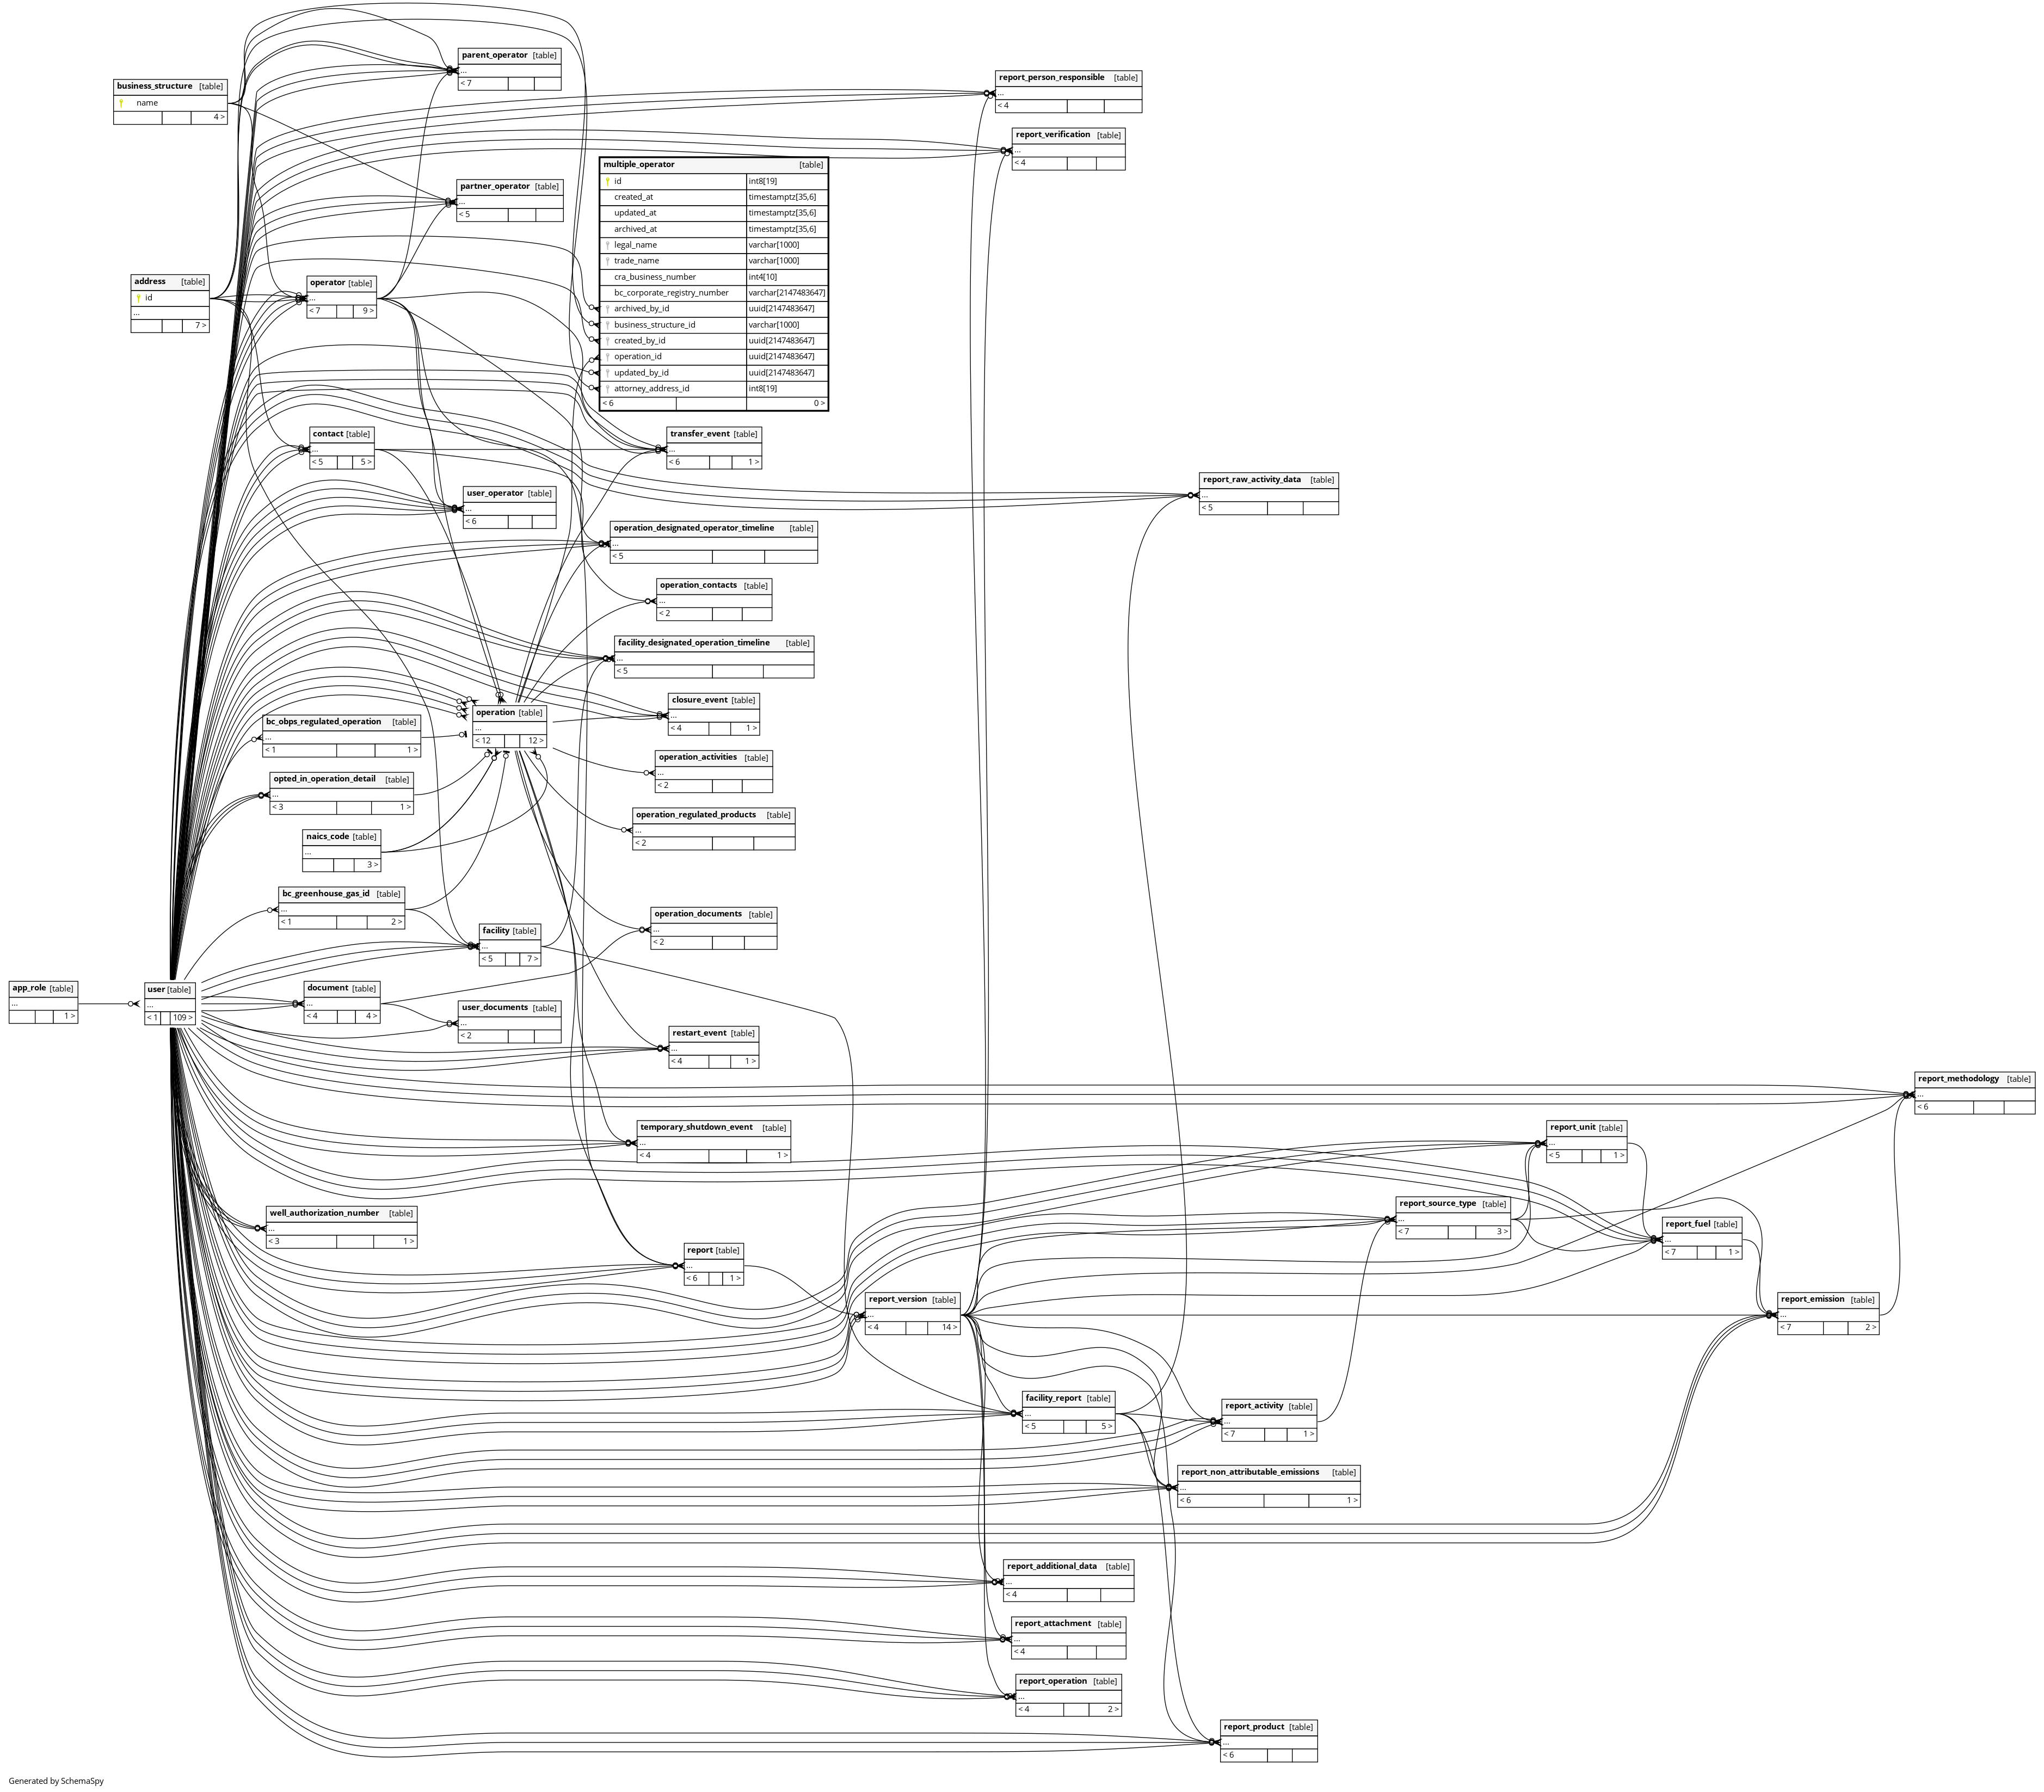 parent_operator [table]
...
< 7
business_structure [table]
name
4 >
report_person_responsible [table]
...
< 4
report_verification [table]
...
< 4
multiple_operator [table]
id int8[19]
created_at timestamptz[35,6]
updated_at timestamptz[35,6]
archived_at timestamptz[35,6]
legal_name varchar[1000]
trade_name varchar[1000]
cra_business_number int4[10]
bc_corporate_registry_number varchar[2147483647]
archived_by_id uuid[2147483647]
business_structure_id varchar[1000]
created_by_id uuid[2147483647]
operation_id uuid[2147483647]
updated_by_id uuid[2147483647]
attorney_address_id int8[19]
< 6 0 >
partner_operator [table]
...
< 5
address [table]
id
...
7 >
operator [table]
...
< 7 9 >
contact [table]
...
< 5 5 >
transfer_event [table]
...
< 6 1 >
report_raw_activity_data [table]
...
< 5
user_operator [table]
...
< 6
operation_designated_operator_timeline [table]
...
< 5
operation_contacts [table]
...
< 2
facility_designated_operation_timeline [table]
...
< 5
closure_event [table]
...
< 4 1 >
operation [table]
...
< 12 12 >
bc_obps_regulated_operation [table]
...
< 1 1 >
operation_activities [table]
...
< 2
opted_in_operation_detail [table]
...
< 3 1 >
operation_regulated_products [table]
...
< 2
naics_code [table]
...
3 >
bc_greenhouse_gas_id [table]
...
< 1 2 >
operation_documents [table]
...
< 2
facility [table]
...
< 5 7 >
app_role [table]
...
1 >
user [table]
...
< 1 109 >
document [table]
...
< 4 4 >
user_documents [table]
...
< 2
restart_event [table]
...
< 4 1 >
report_methodology [table]
...
< 6
temporary_shutdown_event [table]
...
< 4 1 >
report_unit [table]
...
< 5 1 >
well_authorization_number [table]
...
< 3 1 >
report_source_type [table]
...
< 7 3 >
report_fuel [table]
...
< 7 1 >
report [table]
...
< 6 1 >
report_version [table]
...
< 4 14 >
report_emission [table]
...
< 7 2 >
facility_report [table]
...
< 5 5 >
report_activity [table]
...
< 7 1 >
report_non_attributable_emissions [table]
...
< 6 1 >
report_additional_data [table]
...
< 4
report_attachment [table]
...
< 4
report_operation [table]
...
< 4 2 >
report_product [table]
...
< 6
Generated by SchemaSpy